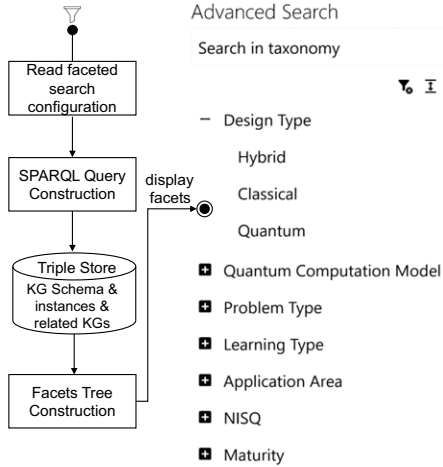 Read faceted
search
configuration
SPARQL Query
Construction
Triple Store
KG Schema &
instances &
related KGs
Facets Tree
Construction
display
facets
Advanced Search
Search in taxonomy
Design Type
Hybrid
Classical
Quantum
Quantum Computation Model
Problem Type
Learning Type
Application Area
NISQ
Maturity